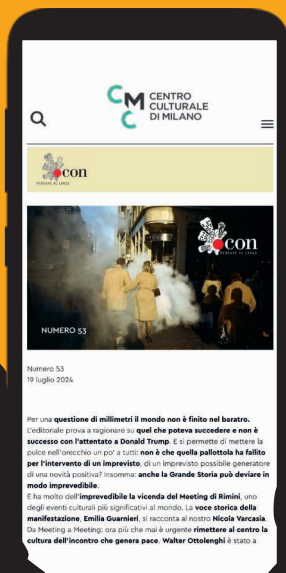 CMC CENTRO
CULTURALE
DI MILANO
con
PENSARE AL LARGO
con
PENSARE AL LARGO
NUMERO 53
Numero 53
19 luglio 2024
Per una questione di millimetri il mondo non è finito nel baratro.
L'editoriale prova a ragionare su quel che poteva succedere e non è
successo con l'attentato a Donald Trump. E si permette di mettere la
pulce nell'orecchio un po' a tutti: non è che quella pallottola ha fallito
per l'intervento di un imprevisto, di un imprevisto possibile generatore
di una novità positiva? Insomma: anche la Grande Storia può deviare in
modo imprevedibile.
E ha molto dell'imprevedibile la vicenda del Meeting di Rimini, uno
degli eventi culturali più significativi al mondo. La voce storica della
manifestazione, Emilia Guarnieri, si racconta al nostro Nicola Varcasia.
Da Meeting a Meeting: ora più che mai è urgente rimettere al centro la
cultura dell'incontro che genera pace. Walter Ottolenghi è stato a